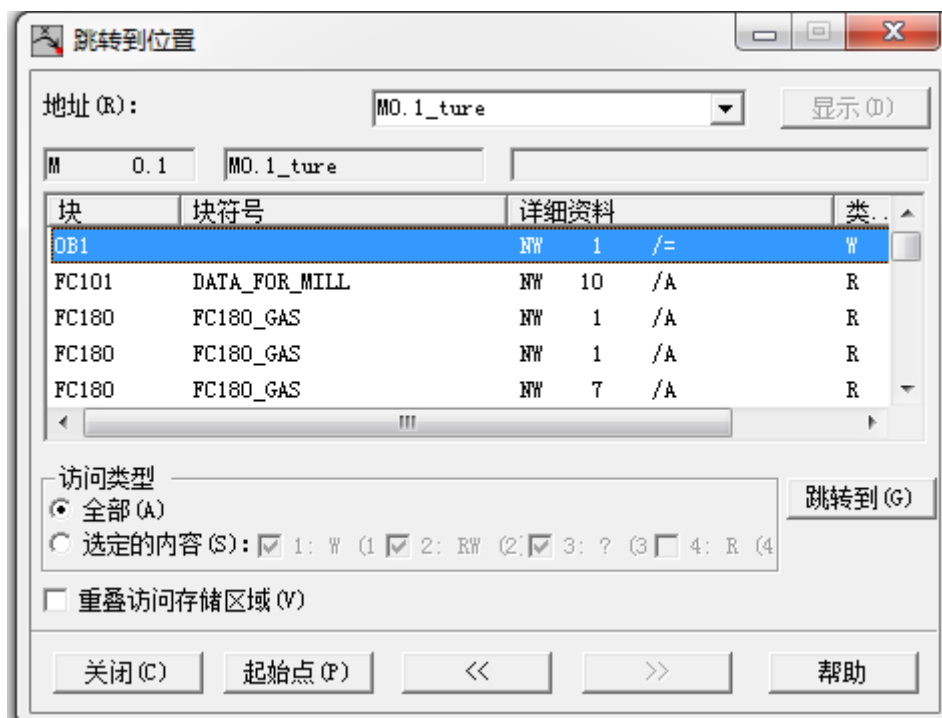 跳转到位置
地址(R): M0.1_ture 显示(D)
M 0.1 M0.1_ture
块 块符号 详细资料 类..
OB1 NW 1 /= W
FC101 DATA_FOR_MILL NW 10 /A R
FC180 FC180_GAS NW 1 /A R
FC180 FC180_GAS NW 1 /A R
FC180 FC180_GAS NW 7 /A R
访问类型
全部(A) 跳转到(G)
选定的内容(S): 1: W (1 2: RW (2) 3: ? (3 4: R (4
重叠访问存储区域(V)
关闭(C) 起始点(P) << >> 帮助